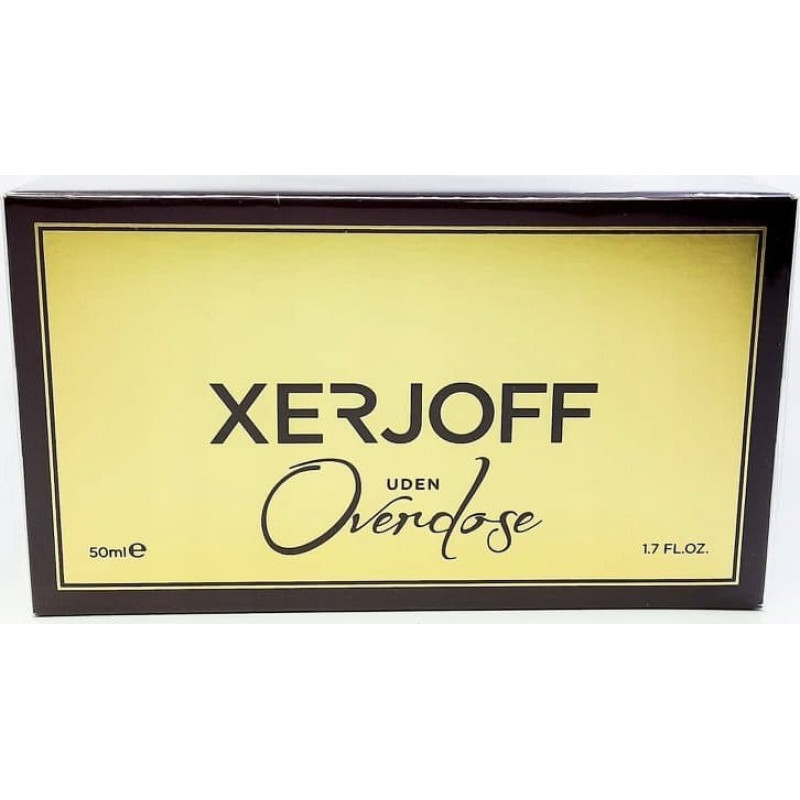 XERJOFF
UDEN
Overdose
50ml℮
1.7 FL.OZ.